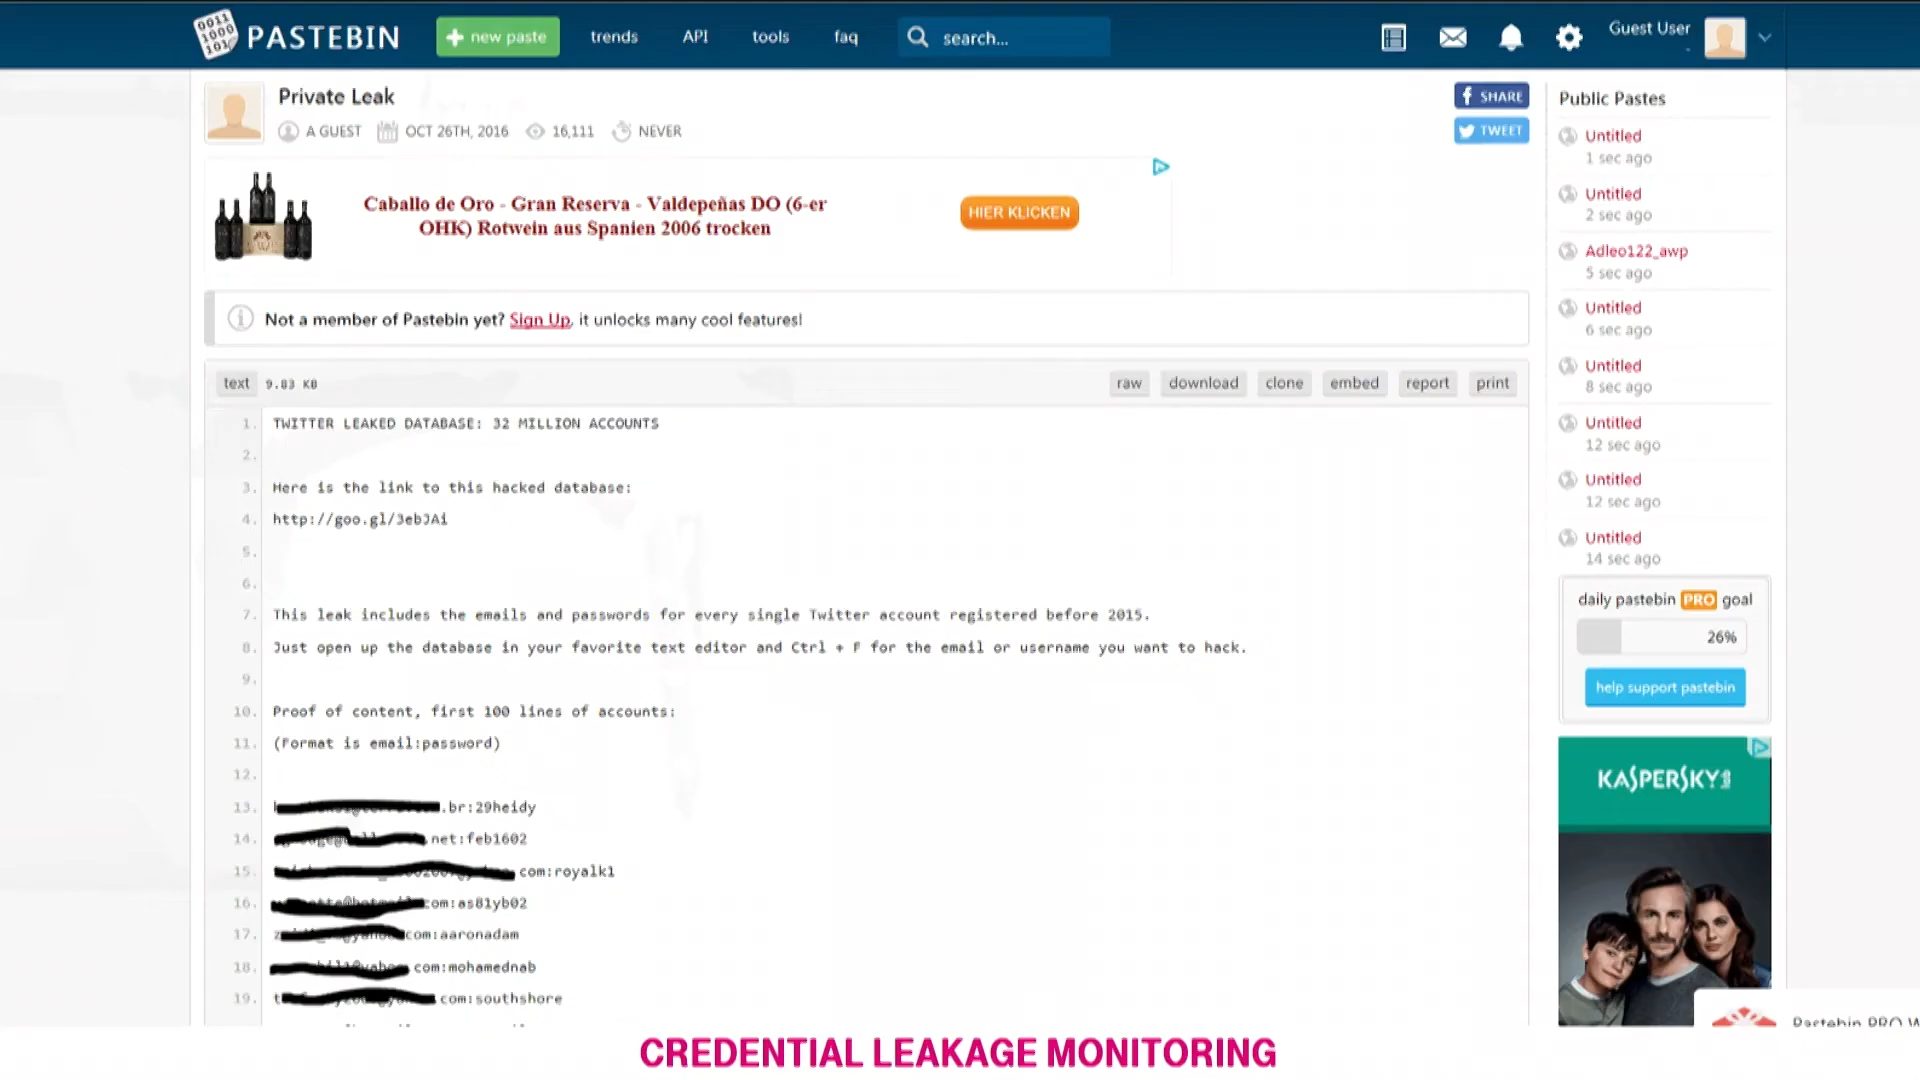 0011
1000
101
PASTEBIN
+ new paste
trends
API
tools
faq
search...
Guest User
Private Leak
A GUEST OCT 26TH, 2016 16,111 NEVER
SHARE
TWEET
Caballo de Oro - Gran Reserva - Valdepeñas DO (6-er
OHK) Rotwein aus Spanien 2006 trocken
HIER KLICKEN
Not a member of Pastebin yet? Sign Up, it unlocks many cool features!
text 9.83 KB
raw download clone embed report print
1. TWITTER LEAKED DATABASE: 32 MILLION ACCOUNTS
2.
3. Here is the link to this hacked database:
4. http://goo.gl/3ebJAi
5.
6.
7. This leak includes the emails and passwords for every single Twitter account registered before 2015.
8. Just open up the database in your favorite text editor and Ctrl + F for the email or username you want to hack.
9.
10. Proof of content, first 100 lines of accounts:
11. (Format is email:password)
12.
13. .br:29heidy
14. .net:feb1602
15. com:royalk1
16. com:as81yb02
17. com:aaronadam
18. com:mohamednab
19. com:southshore
Public Pastes
Untitled
1 sec ago
Untitled
2 sec ago
Adleo122_awp
5 sec ago
Untitled
6 sec ago
Untitled
8 sec ago
Untitled
12 sec ago
Untitled
12 sec ago
Untitled
14 sec ago
daily pastebin PRO goal
26%
help support pastebin
KASPERSKY
Pastebin PRO W
CREDENTIAL LEAKAGE MONITORING